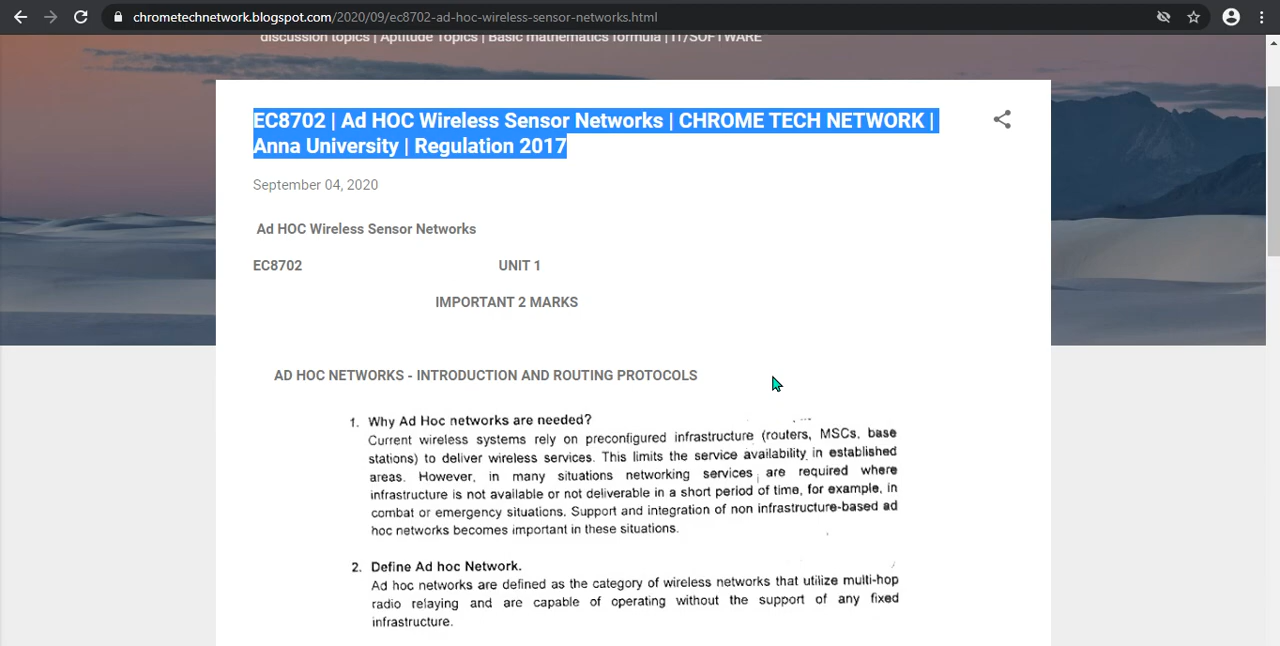 chrometechnetwork.blogspot.com/2020/09/ec8702-ad-hoc-wireless-sensor-networks.html
discussion topics | Aptitude Topics | Basic mathematics formula | IT/SOFTWARE
EC8702 | Ad HOC Wireless Sensor Networks | CHROME TECH NETWORK |
Anna University | Regulation 2017
September 04, 2020
Ad HOC Wireless Sensor Networks
EC8702 UNIT 1
IMPORTANT 2 MARKS
AD HOC NETWORKS - INTRODUCTION AND ROUTING PROTOCOLS
1. Why Ad Hoc networks are needed?
Current wireless systems rely on preconfigured infrastructure (routers, MSCs, base
stations) to deliver wireless services. This limits the service availability in established
areas. However, in many situations networking services are required where
infrastructure is not available or not deliverable in a short period of time, for example, in
combat or emergency situations. Support and integration of non infrastructure-based ad
hoc networks becomes important in these situations.
2. Define Ad hoc Network.
Ad hoc networks are defined as the category of wireless networks that utilize multi-hop
radio relaying and are capable of operating without the support of any fixed
infrastructure.